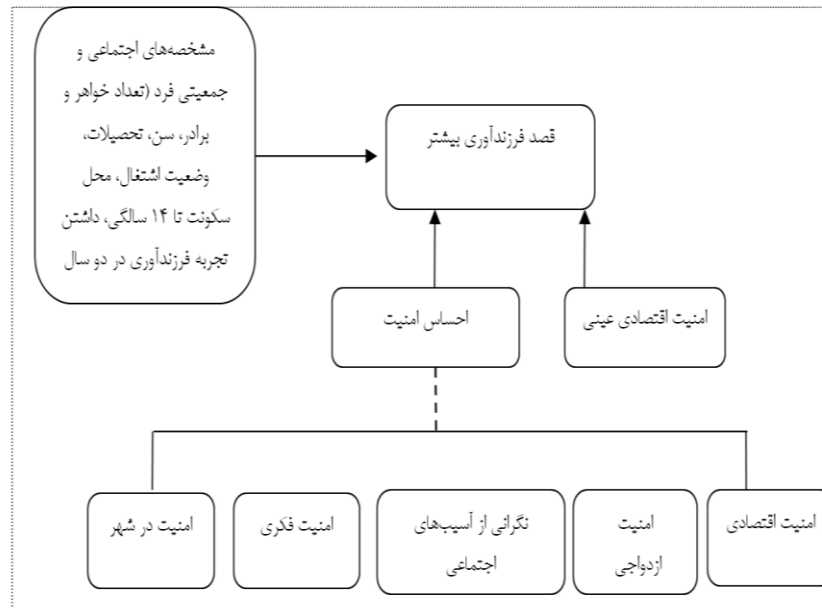 مشخصه‌های اجتماعی و
جمعیتی فرد (تعداد خواهر و
برادر، سن، تحصیلات،
وضعیت اشتغال، محل
سکونت تا ۱۴ سالگی، داشتن
تجربه فرزندآوری در دو سال
قصد فرزندآوری بیشتر
امنیت اقتصادی عینی
احساس امنیت
امنیت اقتصادی
امنیت
ازدواجی
نگرانی از آسیب‌های
اجتماعی
امنیت فکری
امنیت در شهر